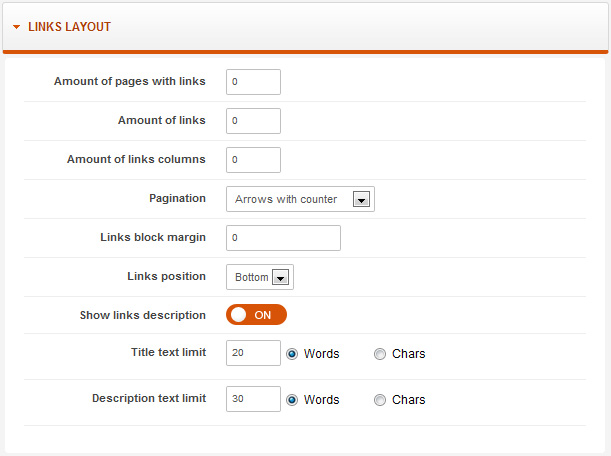 LINKS LAYOUT
Amount of pages with links 0
Amount of links 0
Amount of links columns 0
Pagination Arrows with counter
Links block margin 0
Links position Bottom
Show links description ON
Title text limit 20 Words Chars
Description text limit 30 Words Chars